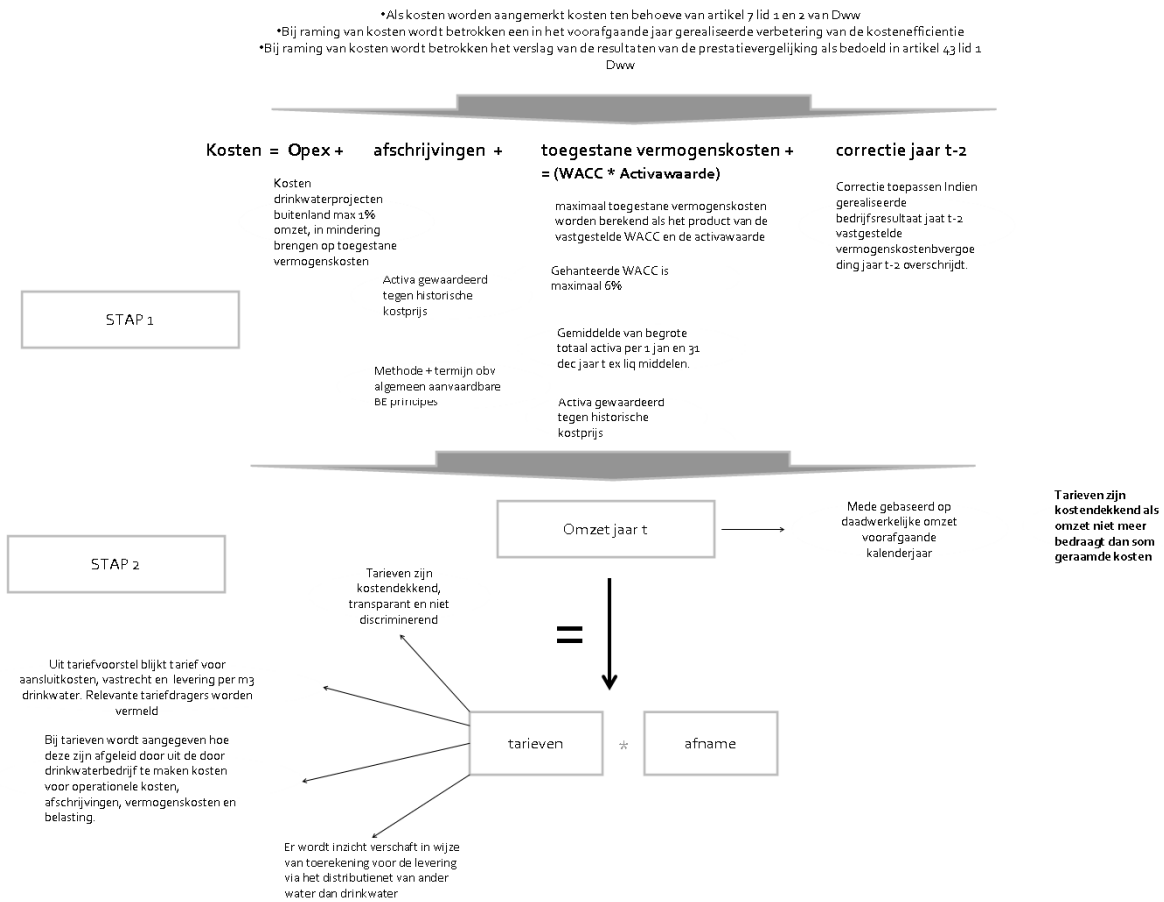 •Als kosten worden aangemerkt kosten ten behoeve van artikel 7 lid 1 en 2 van Dww
•Bij raming van kosten wordt betrokken een in het voorafgaande jaar gerealiseerde verbetering van de kostenefficientie
•Bij raming van kosten wordt betrokken het verslag van de resultaten van de prestatievergelijking als bedoeld in artikel 43 lid 1
Dww
Kosten = Opex + afschrijvingen + toegestane vermogenskosten + correctie jaar t-2
= (WACC * Activawaarde)
Kosten
drinkwaterprojecten
buitenland max 1%
omzet, in mindering
brengen op toegestane
vermogenskosten
Activa gewaardeerd
tegen historische
kostprijs
Methode + termijn obv
algemeen aanvaardbare
BE principes
maximaal toegestane vermogenskosten
worden berekend als het product van de
vastgestelde WACC en de activawaarde
Gehanteerde WACC is
maximaal 6%
Gemiddelde van begrote
totaal activa per 1 jan en 31
dec jaar t ex liq middelen.
Activa gewaardeerd
tegen historische
kostprijs
Correctie toepassen Indien
gerealiseerde
bedrijfsresultaat jaat t-2
vastgestelde
vermogenskostenbvergoe
ding jaar t-2 overschrijdt.
STAP 1
STAP 2
Omzet jaar t
Mede gebaseerd op
daadwerkelijke omzet
voorafgaande
kalenderjaar
Tarieven zijn
kostendekkend als
omzet niet meer
bedraagt dan som
geraamde kosten
Tarieven zijn
kostendekkend,
transparant en niet
discriminerend
=
Uit tariefvoorstel blijkt tarief voor
aansluitkosten, vastrecht en levering per m3
drinkwater. Relevante tariefdragers worden
vermeld
Bij tarieven wordt aangegeven hoe
deze zijn afgeleid door uit de door
drinkwaterbedrijf te maken kosten
voor operationele kosten,
afschrijvingen, vermogenskosten en
belasting.
tarieven * afname
Er wordt inzicht verschaft in wijze
van toerekening voor de levering
via het distributienet van ander
water dan drinkwater